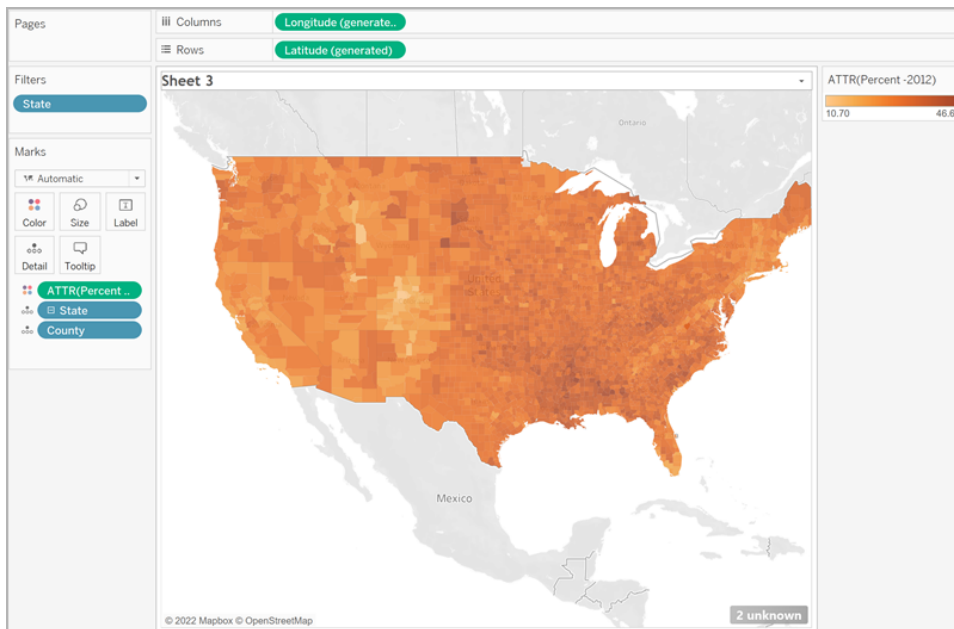 Pages
Columns
Longitude (generate..
Rows
Latitude (generated)
Filters
State
Marks
Automatic
Color
Size
Label
Detail
Tooltip
ATTR(Percent ..
State
County
Sheet 3
Ontario
Mexico
© 2022 Mapbox © OpenStreetMap
2 unknown
ATTR(Percent -2012)
10.70
46.6